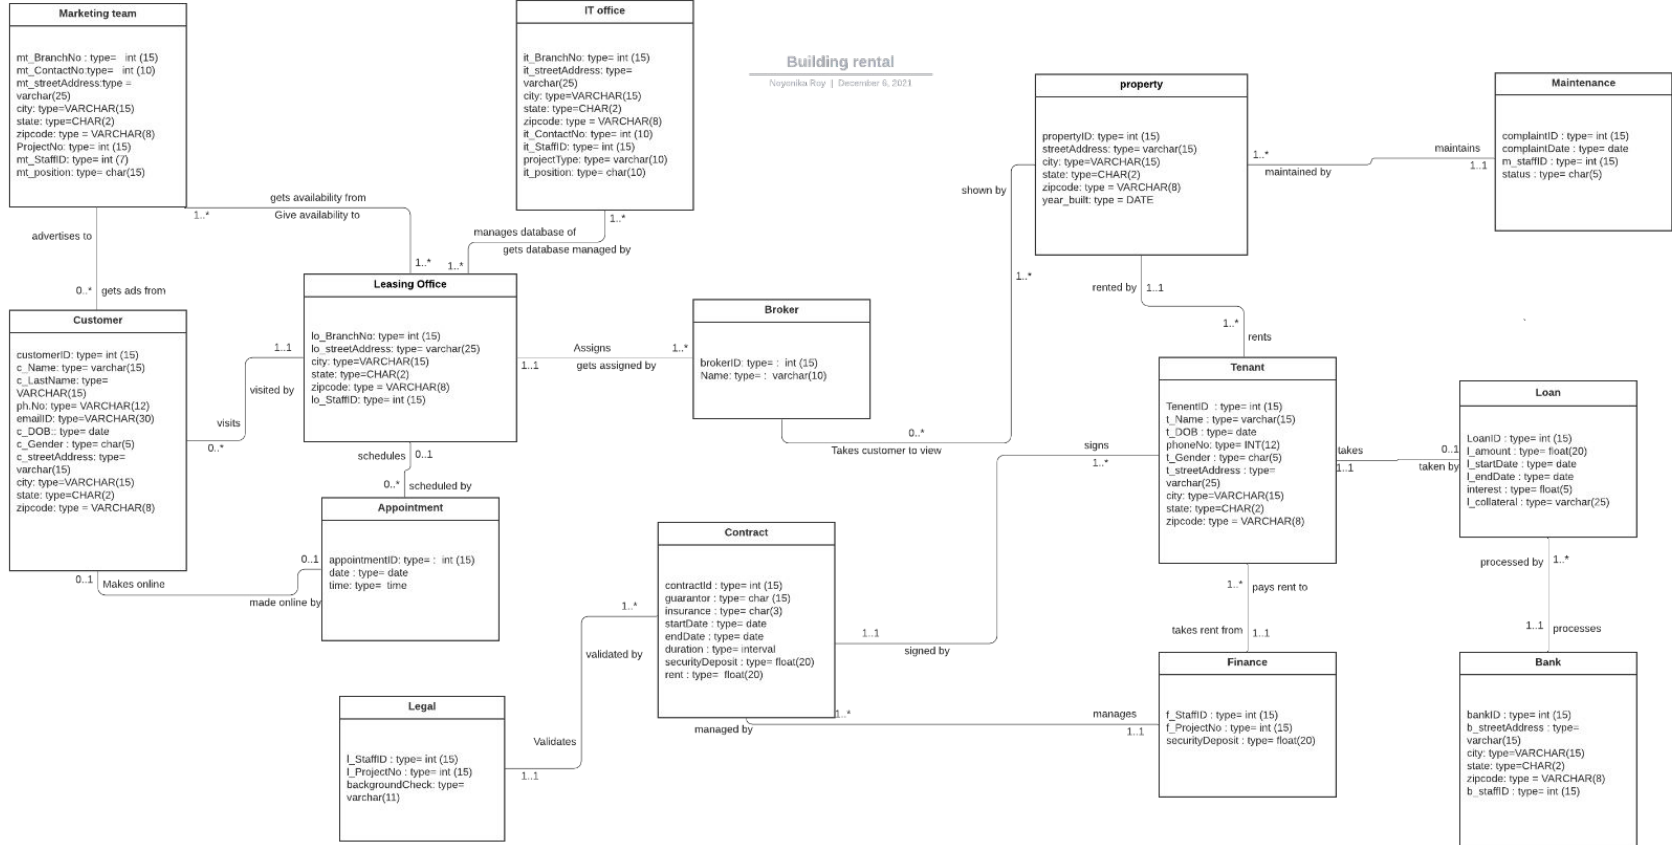 Marketing team
mt_BranchNo : type=   int (15)
mt_ContactNo:type=   int (10)
mt_streetAddress:type =
varchar(25)
city: type=VARCHAR(15)
state: type=CHAR(2)
zipcode: type = VARCHAR(8)
ProjectNo: type= int (15)
mt_StaffID: type= int (7)
mt_position: type= char(15)
IT office
it_BranchNo: type= int (15)
it_streetAddress: type=
varchar(25)
city: type=VARCHAR(15)
state: type=CHAR(2)
zipcode: type = VARCHAR(8)
it_ContactNo: type= int (10)
it_StaffID: type= int (15)
projectType: type= varchar(10)
it_position: type= char(10)
Building rental
Noyonika Roy | December 6, 2021
property
propertyID: type= int (15)
streetAddress: type= varchar(15)
city: type=VARCHAR(15)
state: type=CHAR(2)
zipcode: type = VARCHAR(8)
year_built: type = DATE
Maintenance
complaintID : type= int (15)
complaintDate : type= date
m_staffID : type= int (15)
status : type= char(5)
1..*
maintained by
maintains
1..1
gets availability from
1..*
Give availability to
1..*
advertises to
0..*
gets ads from
1..*
manages database of
gets database managed by
1..*
shown by
1..*
rented by
1..1
1..*
rents
Leasing Office
lo_BranchNo: type= int (15)
lo_streetAddress: type= varchar(25)
city: type=VARCHAR(15)
state: type=CHAR(2)
zipcode: type = VARCHAR(8)
lo_StaffID: type= int (15)
Customer
customerID: type= int (15)
c_Name: type= varchar(15)
c_LastName: type=
VARCHAR(15)
ph.No: type= VARCHAR(12)
emailID: type=VARCHAR(30)
c_DOB:: type= date
c_Gender : type= char(5)
c_streetAddress: type=
varchar(15)
city: type=VARCHAR(15)
state: type=CHAR(2)
zipcode: type = VARCHAR(8)
1..1
visited by
visits
0..*
Assigns
1..*
1..1
gets assigned by
Broker
brokerID: type= :  int (15)
Name: type= :  varchar(10)
0..*
Takes customer to view
Tenant
TenentID  : type= int (15)
t_Name : type= varchar(15)
t_DOB : type= date
phoneNo: type= INT(12)
t_Gender : type= char(5)
t_streetAddress : type=
varchar(25)
city: type=VARCHAR(15)
state: type=CHAR(2)
zipcode: type = VARCHAR(8)
Loan
LoanID : type= int (15)
l_amount : type= float(20)
l_startDate : type= date
l_endDate : type= date
interest : type= float(5)
l_collateral : type= varchar(25)
takes
1..1
0..1
taken by
signs
1..*
schedules
0..1
0..*
scheduled by
Appointment
appointmentID: type= :  int (15)
date : type= date
time: type=  time
0..1
Makes online
0..1
made online by
Contract
contractId : type= int (15)
guarantor : type= char (15)
insurance : type= char(3)
startDate : type= date
endDate : type= date
duration : type= interval
securityDeposit : type= float(20)
rent : type=  float(20)
1..1
signed by
1..*
validated by
Validates
1..1
1..*
managed by
manages
1..1
1..*
pays rent to
takes rent from
1..1
processed by
1..*
1..1
processes
Legal
l_StaffID : type= int (15)
l_ProjectNo : type= int (15)
backgroundCheck: type=
varchar(11)
Finance
f_StaffID : type= int (15)
f_ProjectNo : type= int (15)
securityDeposit : type= float(20)
Bank
bankID : type= int (15)
b_streetAddress : type=
varchar(15)
city: type=VARCHAR(15)
state: type=CHAR(2)
zipcode: type = VARCHAR(8)
b_staffID : type= int (15)